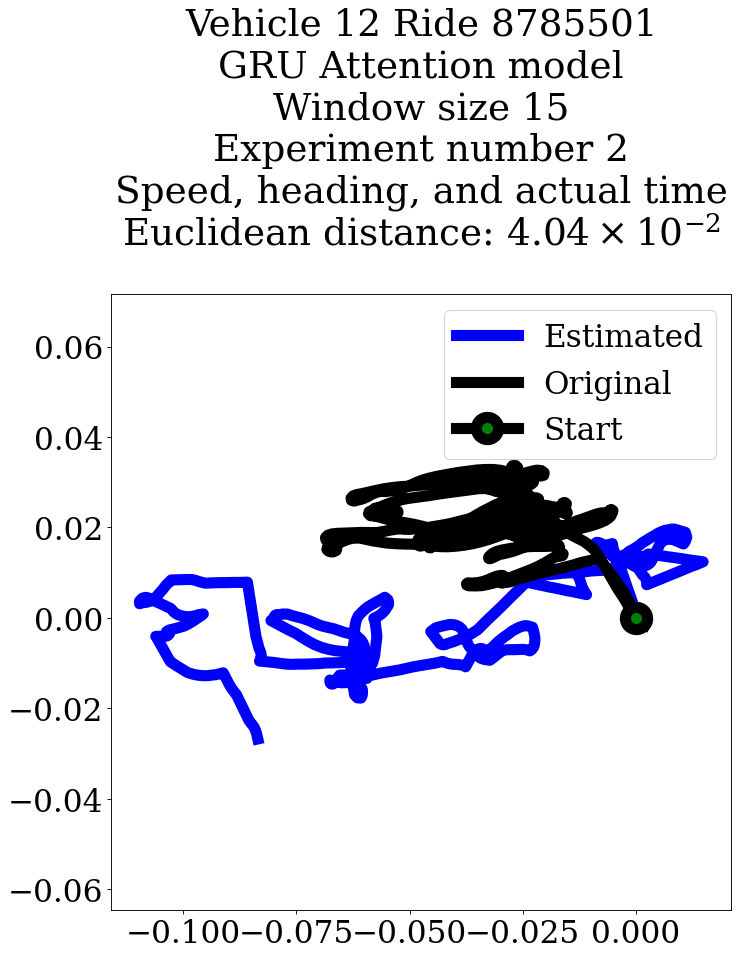 Vehicle 12 Ride 8785501
GRU Attention model
Window size 15
Experiment number 2
Speed, heading, and actual time
Euclidean distance: 4.04 × 10⁻²
Estimated
Original
Start
0.06
0.04
0.02
0.00
−0.02
−0.04
−0.06
−0.100 −0.075 −0.050 −0.025 0.000